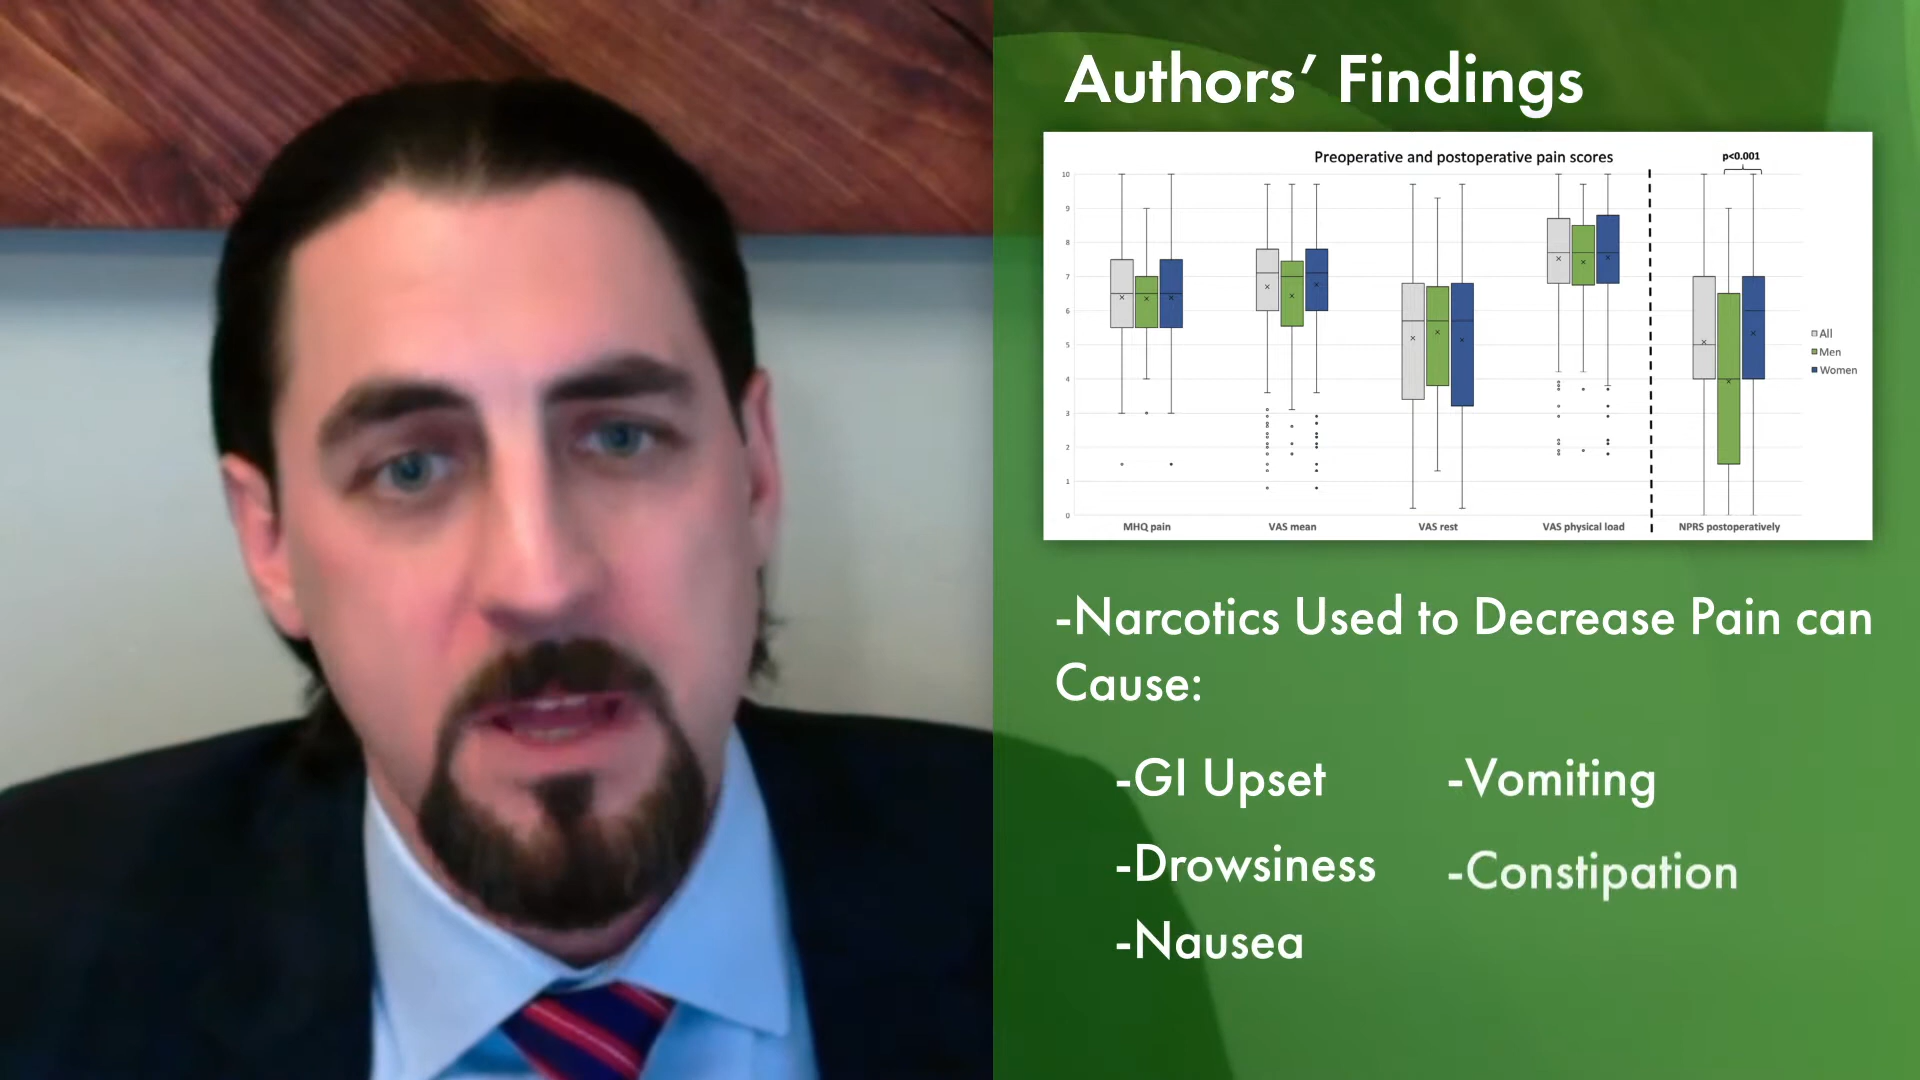 Authors’ Findings
Preoperative and postoperative pain scores
p<0.001
10
9
8
7
6
5
4
3
2
1
0
All
Men
Women
MHQ pain
VAS mean
VAS rest
VAS physical load
NPRS postoperatively
-Narcotics Used to Decrease Pain can
Cause:
-GI Upset
-Vomiting
-Drowsiness
-Constipation
-Nausea